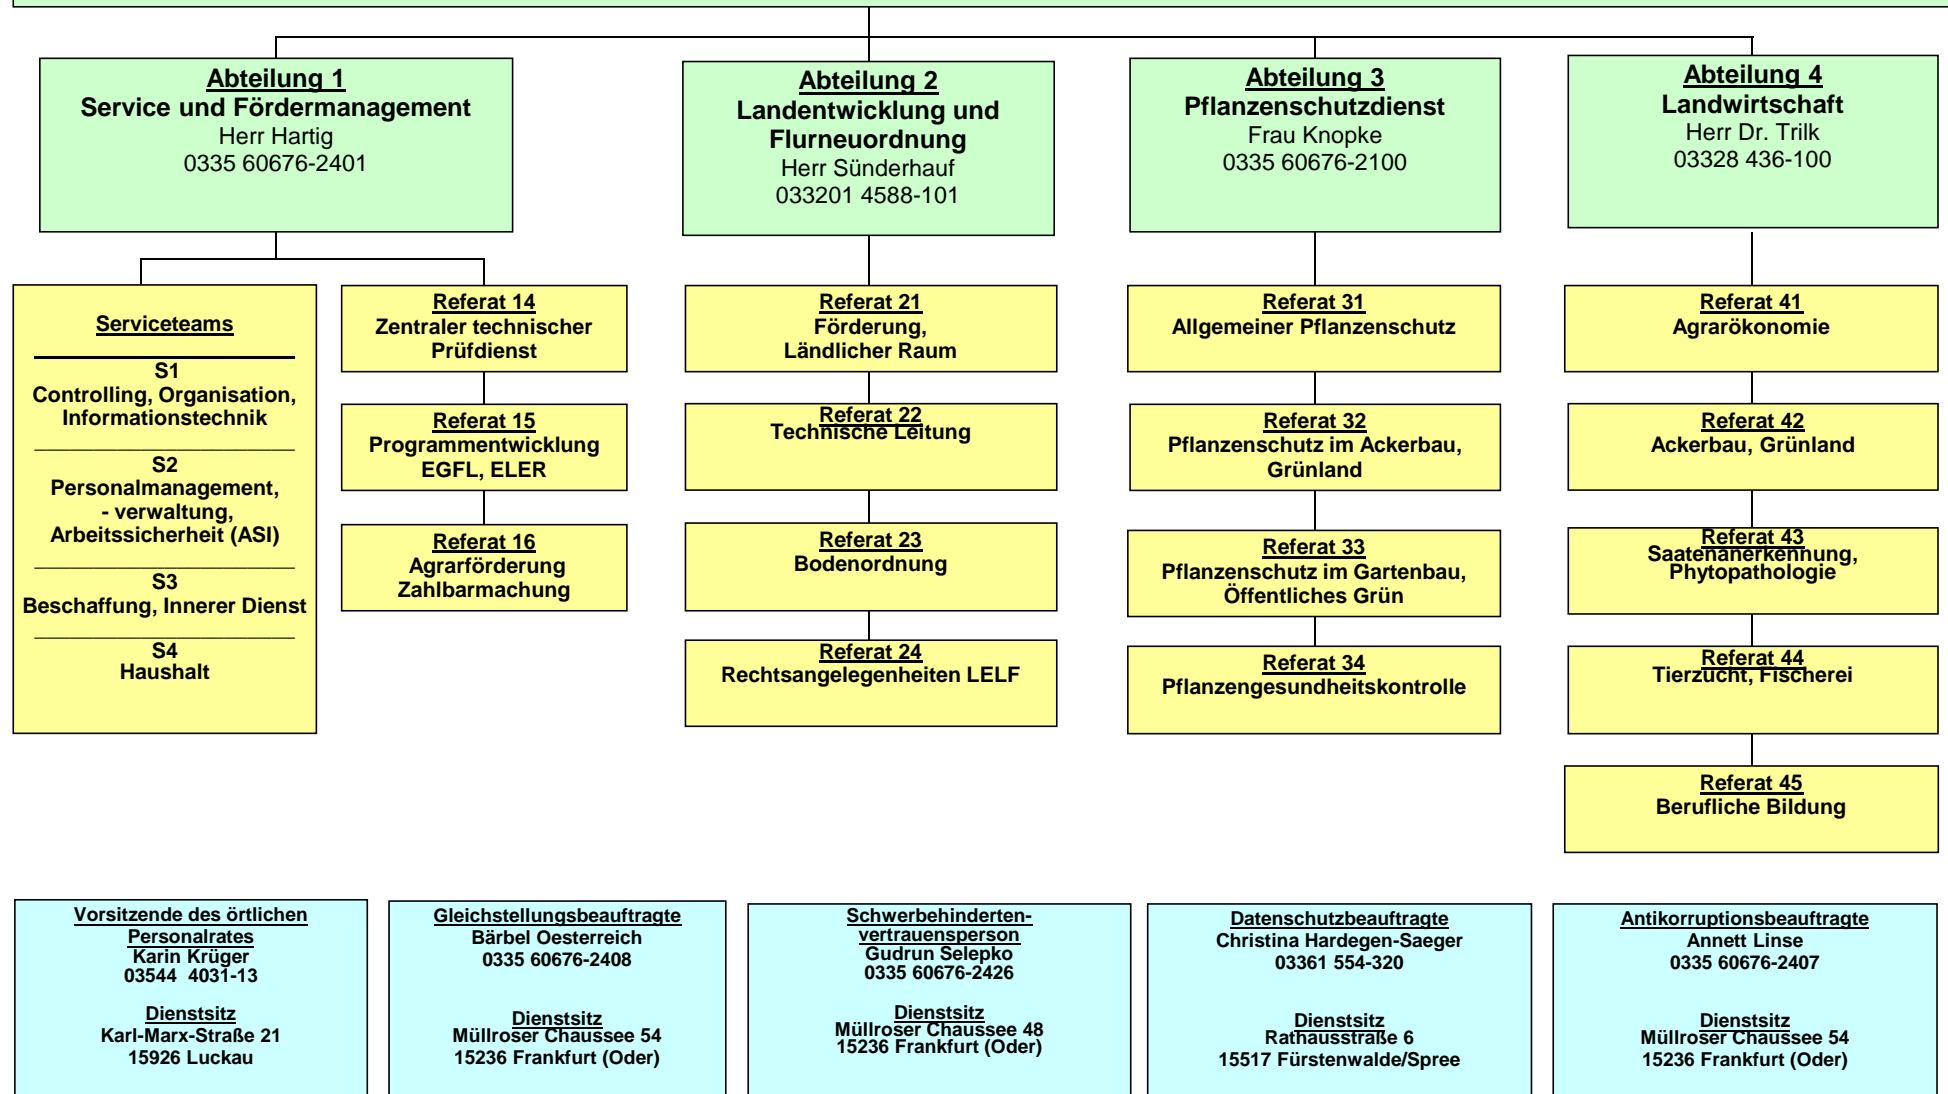 Abteilung 1
Service und Fördermanagement
Herr Hartig
0335 60676-2401
Abteilung 2
Landentwicklung und
Flurneuordnung
Herr Sünderhauf
033201 4588-101
Abteilung 3
Pflanzenschutzdienst
Frau Knopke
0335 60676-2100
Abteilung 4
Landwirtschaft
Herr Dr. Trilk
03328 436-100
Serviceteams
S1
Controlling, Organisation,
Informationstechnik
S2
Personalmanagement,
- verwaltung,
Arbeitssicherheit (ASI)
S3
Beschaffung, Innerer Dienst
S4
Haushalt
Referat 14
Zentraler technischer
Prüfdienst
Referat 15
Programmentwicklung
EGFL, ELER
Referat 16
Agrarförderung
Zahlbarmachung
Referat 21
Förderung,
Ländlicher Raum
Referat 22
Technische Leitung
Referat 23
Bodenordnung
Referat 24
Rechtsangelegenheiten LELF
Referat 31
Allgemeiner Pflanzenschutz
Referat 32
Pflanzenschutz im Ackerbau,
Grünland
Referat 33
Pflanzenschutz im Gartenbau,
Öffentliches Grün
Referat 34
Pflanzengesundheitskontrolle
Referat 41
Agrarökonomie
Referat 42
Ackerbau, Grünland
Referat 43
Saatenanerkennung,
Phytopathologie
Referat 44
Tierzucht, Fischerei
Referat 45
Berufliche Bildung
Vorsitzende des örtlichen
Personalrates
Karin Krüger
03544 4031-13
Dienstsitz
Karl-Marx-Straße 21
15926 Luckau
Gleichstellungsbeauftragte
Bärbel Oesterreich
0335 60676-2408
Dienstsitz
Müllroser Chaussee 54
15236 Frankfurt (Oder)
Schwerbehinderten-
vertrauensperson
Gudrun Selepko
0335 60676-2426
Dienstsitz
Müllroser Chaussee 48
15236 Frankfurt (Oder)
Datenschutzbeauftragte
Christina Hardegen-Saeger
03361 554-320
Dienstsitz
Rathausstraße 6
15517 Fürstenwalde/Spree
Antikorruptionsbeauftragte
Annett Linse
0335 60676-2407
Dienstsitz
Müllroser Chaussee 54
15236 Frankfurt (Oder)